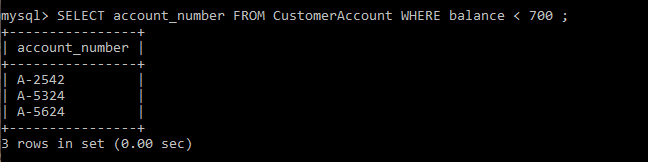 mysql> SELECT account_number FROM CustomerAccount WHERE balance < 700 ;
+----------------+
| account_number |
+----------------+
| A-2542         |
| A-5324         |
| A-5624         |
+----------------+
3 rows in set (0.00 sec)